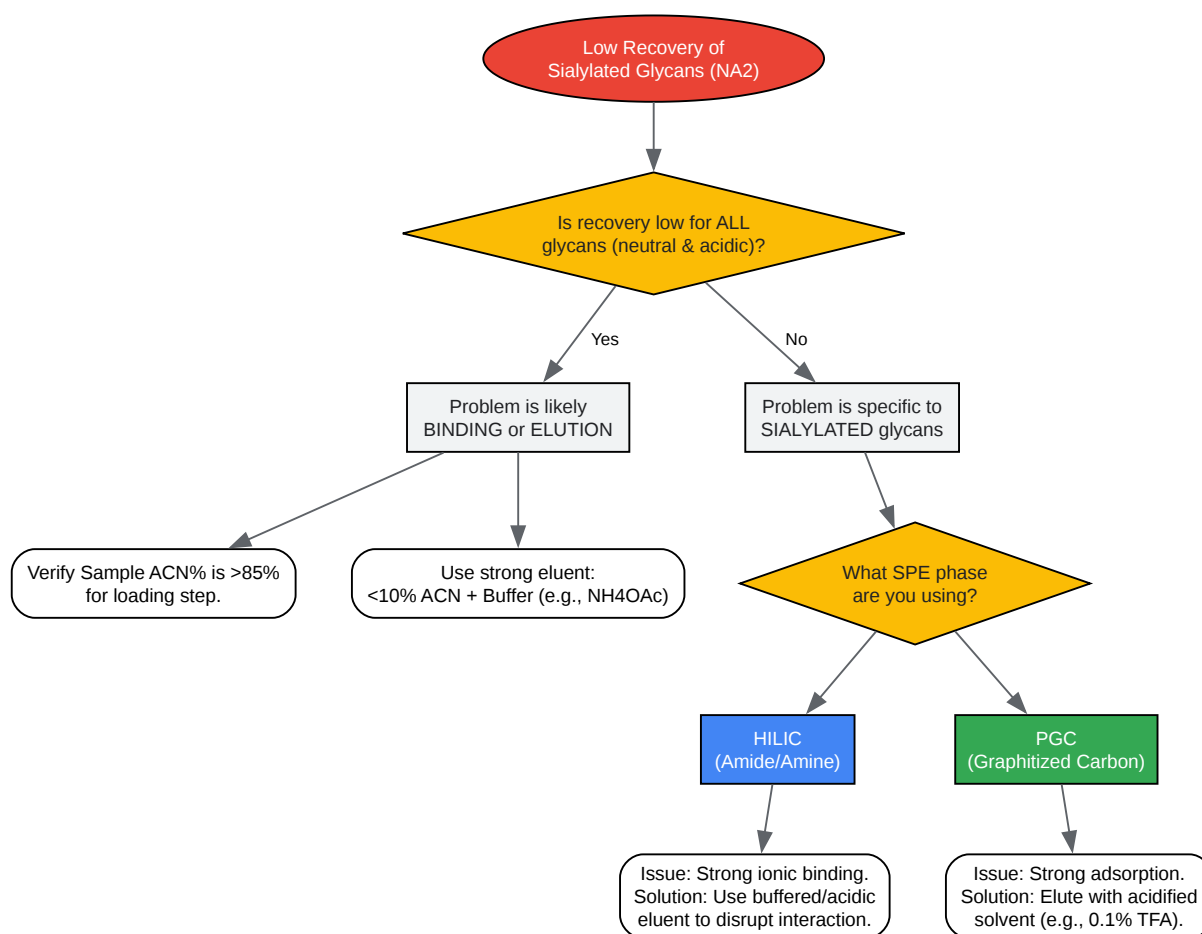 Low Recovery of
Sialylated Glycans (NA2)
Is recovery low for ALL
glycans (neutral & acidic)?
Yes
No
Problem is likely
BINDING or ELUTION
Problem is specific to
SIALYLATED glycans
Verify Sample ACN% is >85%
for loading step.
Use strong eluent:
<10% ACN + Buffer (e.g., NH4OAc)
What SPE phase
are you using?
HILIC
(Amide/Amine)
PGC
(Graphitized Carbon)
Issue: Strong ionic binding.
Solution: Use buffered/acidic
eluent to disrupt interaction.
Issue: Strong adsorption.
Solution: Elute with acidified
solvent (e.g., 0.1% TFA).